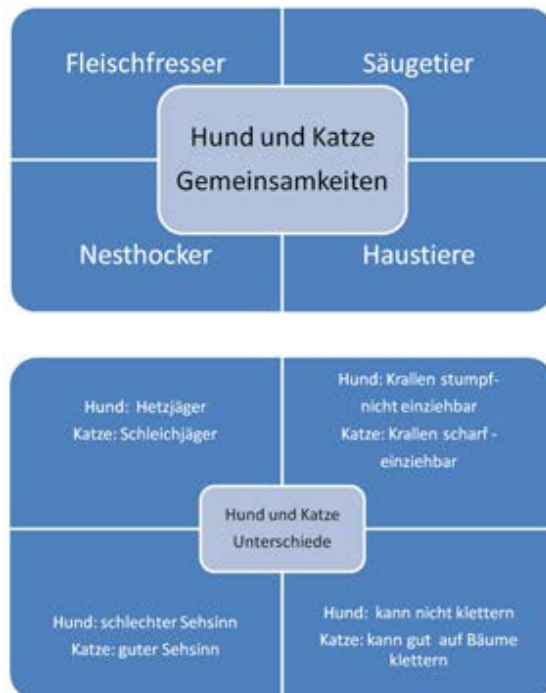 Fleischfresser
Säugetier
Hund und Katze
Gemeinsamkeiten
Nesthocker
Haustiere
Hund: Hetzjäger
Katze: Schleichjäger
Hund: Krallen stumpf-
nicht einziehbar
Katze: Krallen scharf -
einziehbar
Hund und Katze
Unterschiede
Hund: schlechter Sehsinn
Katze: guter Sehsinn
Hund: kann nicht klettern
Katze: kann gut auf Bäume
klettern